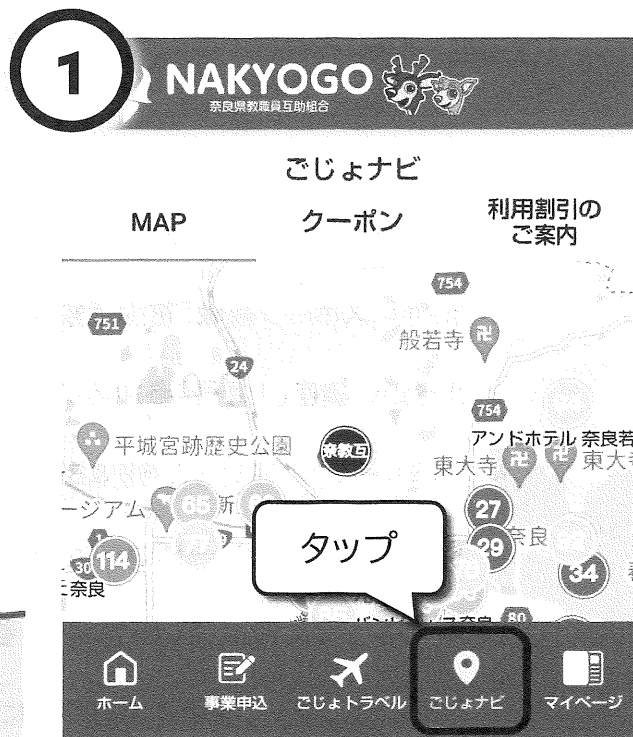 1
NAKYOGO
奈良県教職員互助組合
ごじょナビ
MAP
クーポン
利用割引の
ご案内
754
751
般若寺
24
754
アンドホテル 奈良若
平城宮跡歴史公園
奈教互
東大寺
東大寺
ージアム
65
新
27
タップ
29
奈良
114
30
34
奈良
80
ホーム
事業申込
ごじょトラベル
ごじょナビ
マイページ